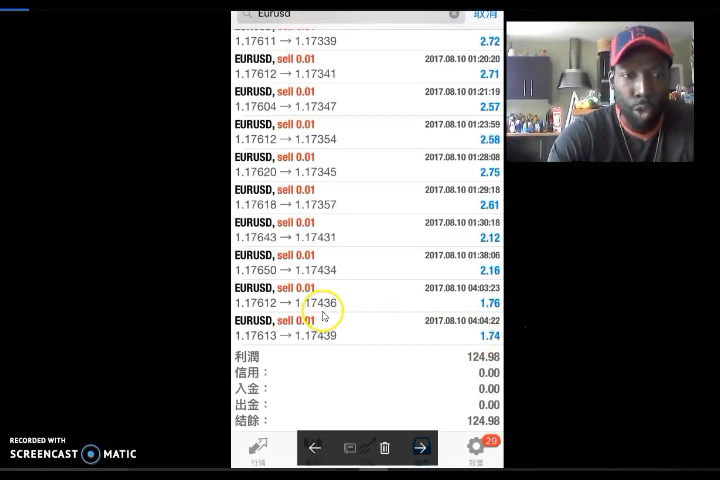 Eurusd 取消
1.17611 → 1.17339 2.72
EURUSD, sell 0.01 2017.08.10 01:20:20
1.17612 → 1.17341 2.71
EURUSD, sell 0.01 2017.08.10 01:21:19
1.17604 → 1.17347 2.57
EURUSD, sell 0.01 2017.08.10 01:23:59
1.17612 → 1.17354 2.58
EURUSD, sell 0.01 2017.08.10 01:28:08
1.17620 → 1.17345 2.75
EURUSD, sell 0.01 2017.08.10 01:29:18
1.17618 → 1.17357 2.61
EURUSD, sell 0.01 2017.08.10 01:30:18
1.17643 → 1.17431 2.12
EURUSD, sell 0.01 2017.08.10 01:38:06
1.17650 → 1.17434 2.16
EURUSD, sell 0.01 2017.08.10 04:03:23
1.17612 → 1.17436 1.76
EURUSD, sell 0.01 2017.08.10 04:04:22
1.17613 → 1.17439 1.74
利潤 124.98
信用： 0.00
入金： 0.00
出金： 0.00
結餘： 124.98
29
行情 設置
RECORDED WITH
SCREENCAST MATIC